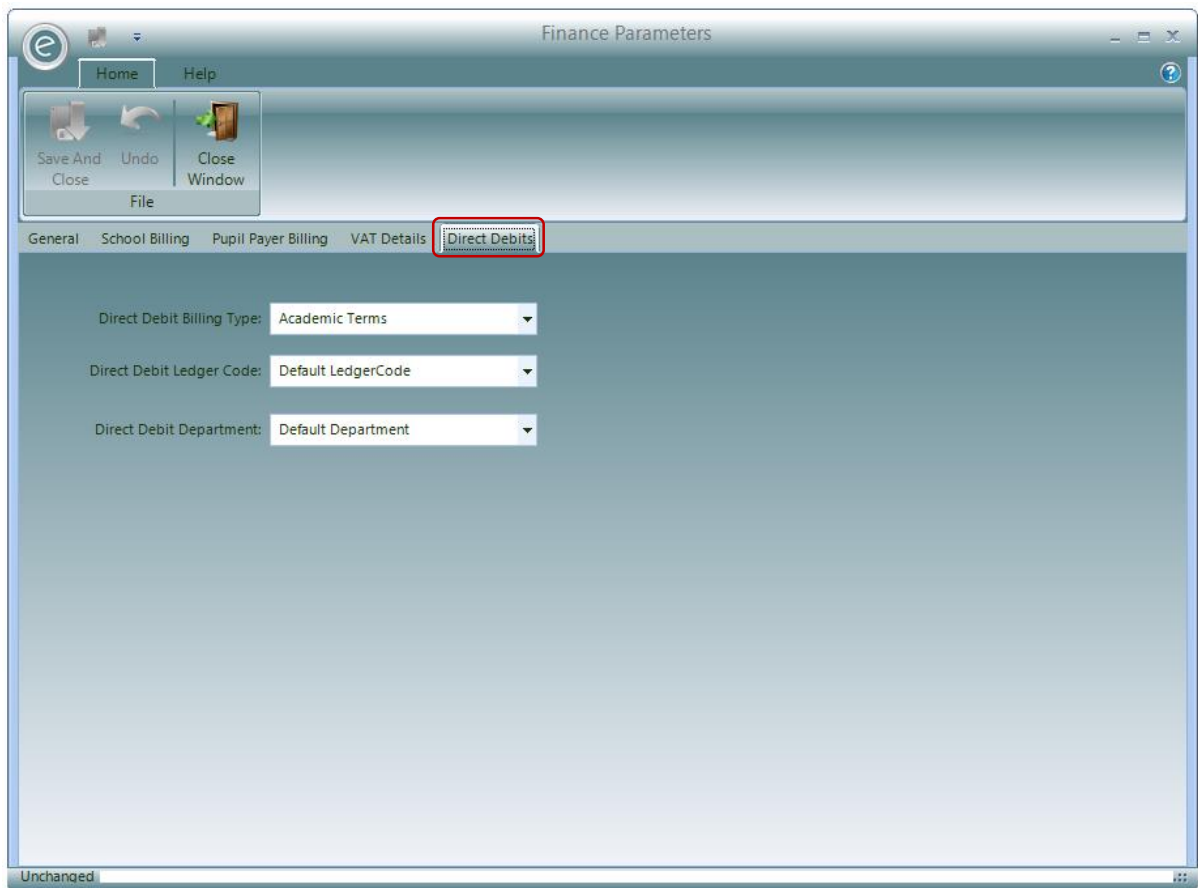 e
Finance Parameters
Home Help
Save And Close
Undo
Close Window
File
General School Billing Pupil Payer Billing VAT Details Direct Debits
Direct Debit Billing Type: Academic Terms
Direct Debit Ledger Code: Default LedgerCode
Direct Debit Department: Default Department
Unchanged